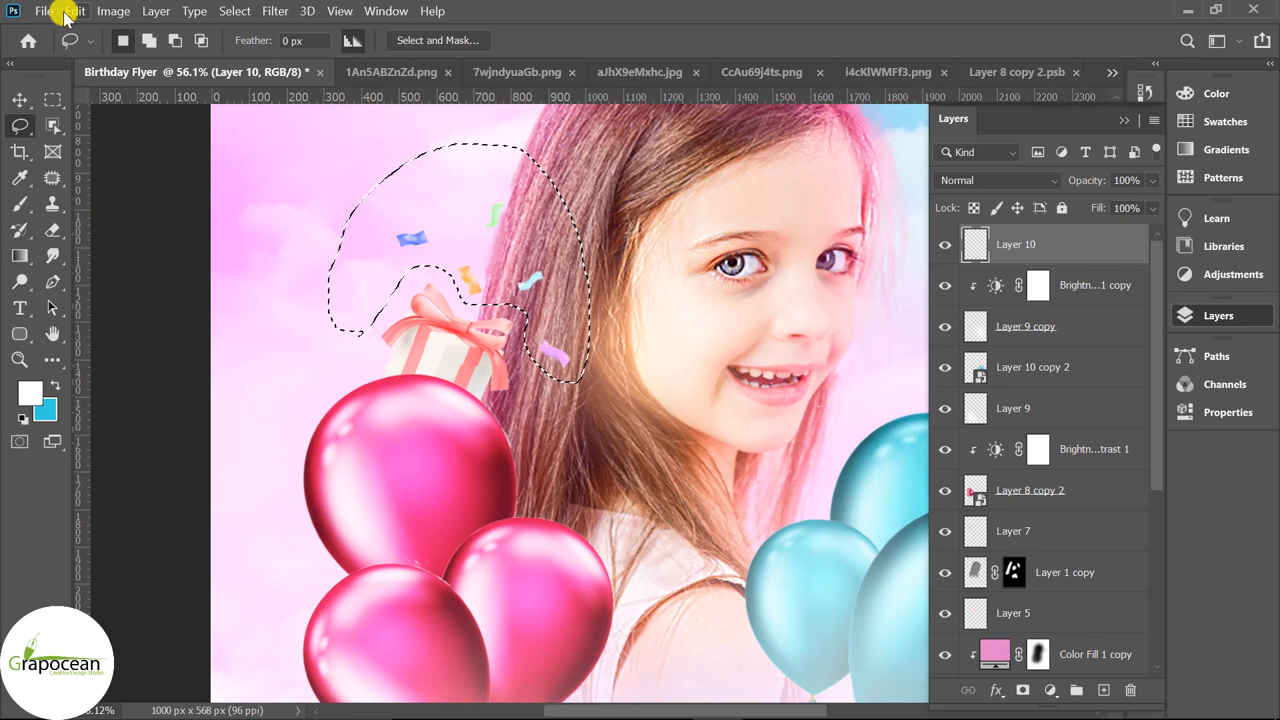 Ps File Edit Image Layer Type Select Filter 3D View Window Help
Feather: 0 px Select and Mask...
Birthday Flyer @ 56.1% (Layer 10, RGB/8) * × 1An5ABZnZd.png × 7wjndyuaGb.png × aJhX9eMxhc.jpg × CcAu69j4ts.png × i4cKlWMFf3.png × Layer 8 copy 2.psb ×
300 200 100 0 100 200 300 400 500 600 700 800 900 1000 1100 1200 1300 1400 1500 1600 1700 1800 1900 2000 2100 2200 2300
Layers
Kind
Normal Opacity: 100%
Lock: Fill: 100%
Layer 10
Brightn...1 copy
Layer 9 copy
Layer 10 copy 2
Layer 9
Brightn...trast 1
Layer 8 copy 2
Layer 7
Layer 1 copy
Layer 5
Color Fill 1 copy
fx
Color
Swatches
Gradients
Patterns
Learn
Libraries
Adjustments
Layers
Paths
Channels
Properties
Grapocean
Creative Design Studio
.12% 1000 px x 568 px (96 ppi)